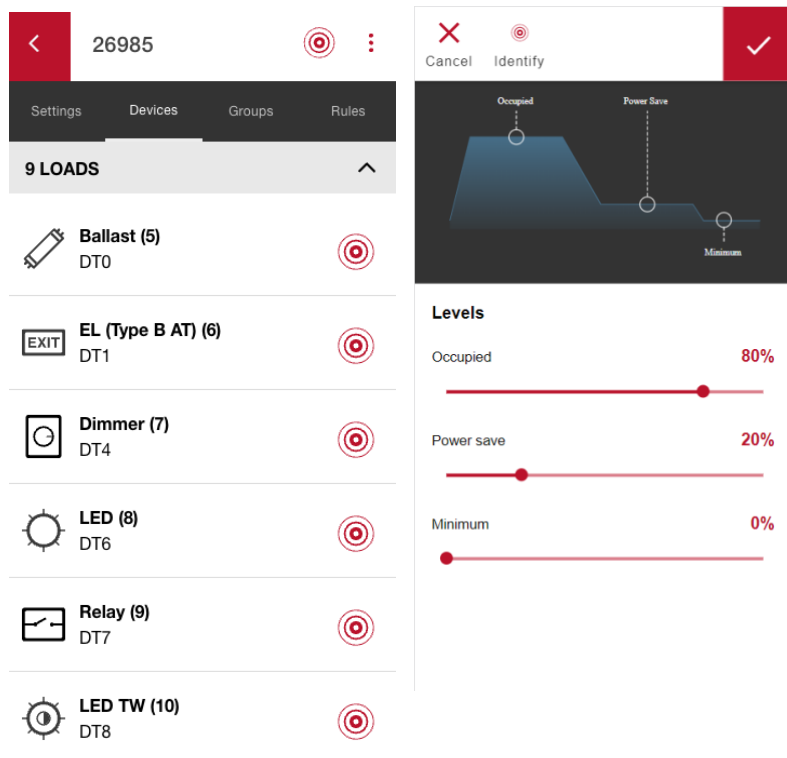 26985
Settings
Devices
Groups
Rules
9 LOADS
Ballast (5)
DT0
EXIT
EL (Type B AT) (6)
DT1
Dimmer (7)
DT4
LED (8)
DT6
Relay (9)
DT7
LED TW (10)
DT8
Cancel
Identify
Occupied
Power Save
Minimum
Levels
Occupied 80%
Power save 20%
Minimum 0%